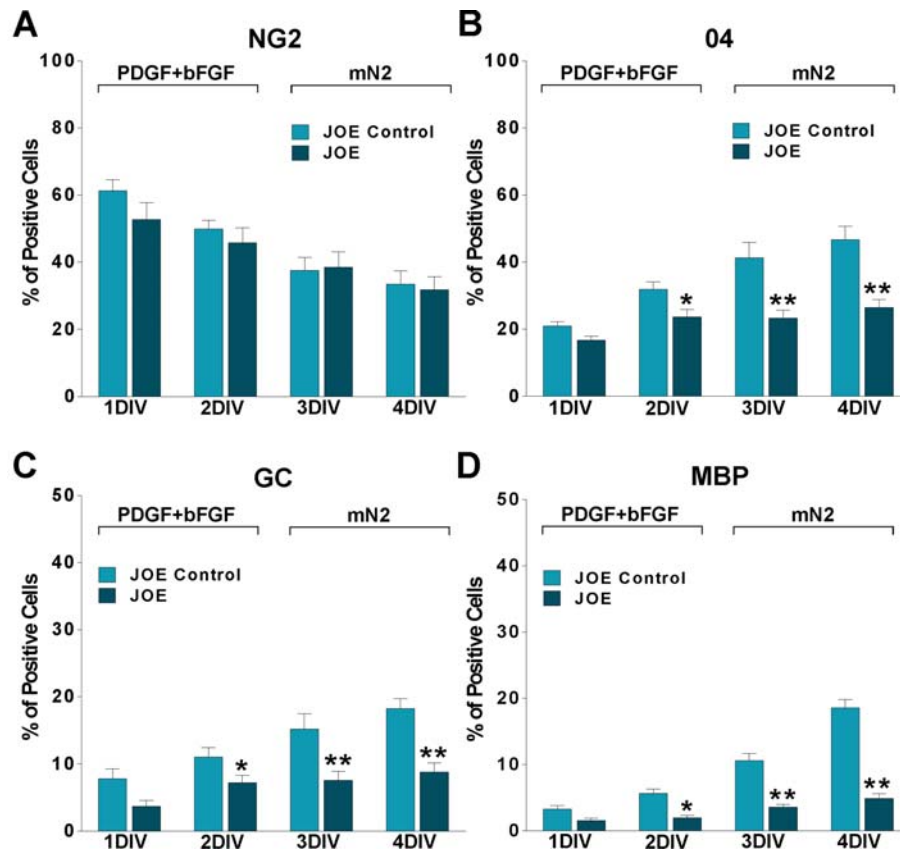 A
NG2
% of Positive Cells
100
80
60
40
20
0
PDGF+bFGF
mN2
JOE Control
JOE
1DIV 2DIV 3DIV 4DIV
B
04
% of Positive Cells
100
80
60
40
20
0
PDGF+bFGF
mN2
JOE Control
JOE
*
**
**
1DIV 2DIV 3DIV 4DIV
C
GC
% of Positive Cells
50
40
30
20
10
0
PDGF+bFGF
mN2
JOE Control
JOE
*
**
**
1DIV 2DIV 3DIV 4DIV
D
MBP
% of Positive Cells
50
40
30
20
10
0
PDGF+bFGF
mN2
JOE Control
JOE
*
**
**
1DIV 2DIV 3DIV 4DIV